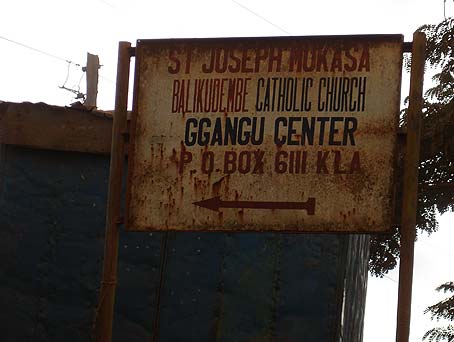 ST JOSEPH MUKASA
BALIKUDEMBE CATHOLIC CHURCH
GGANGU CENTER
P.O.BOX 6111 KLA